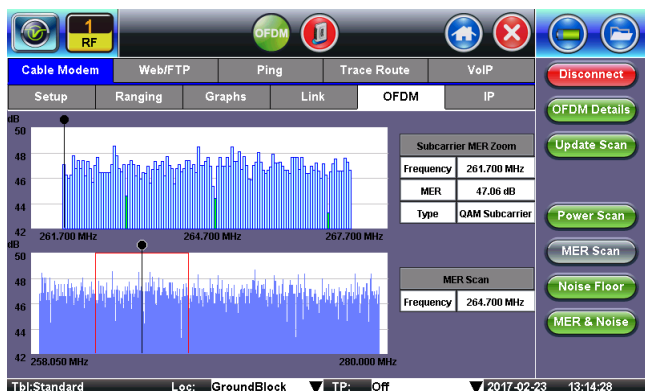 1
RF
OFDM
Cable Modem Web/FTP Ping Trace Route VoIP
Disconnect
Setup Ranging Graphs Link OFDM IP
OFDM Details
dB
50
48
46
44
42
261.700 MHz 264.700 MHz 267.700 MHz
Subcarrier MER Zoom
Frequency 261.700 MHz
MER 47.06 dB
Type QAM Subcarrier
Update Scan
Power Scan
MER Scan
Noise Floor
MER & Noise
dB
50
48
46
44
42
258.050 MHz 280.000 MHz
MER Scan
Frequency 264.700 MHz
Tbl:Standard Loc: GroundBlock TP: Off 2017-02-23 13:14:28